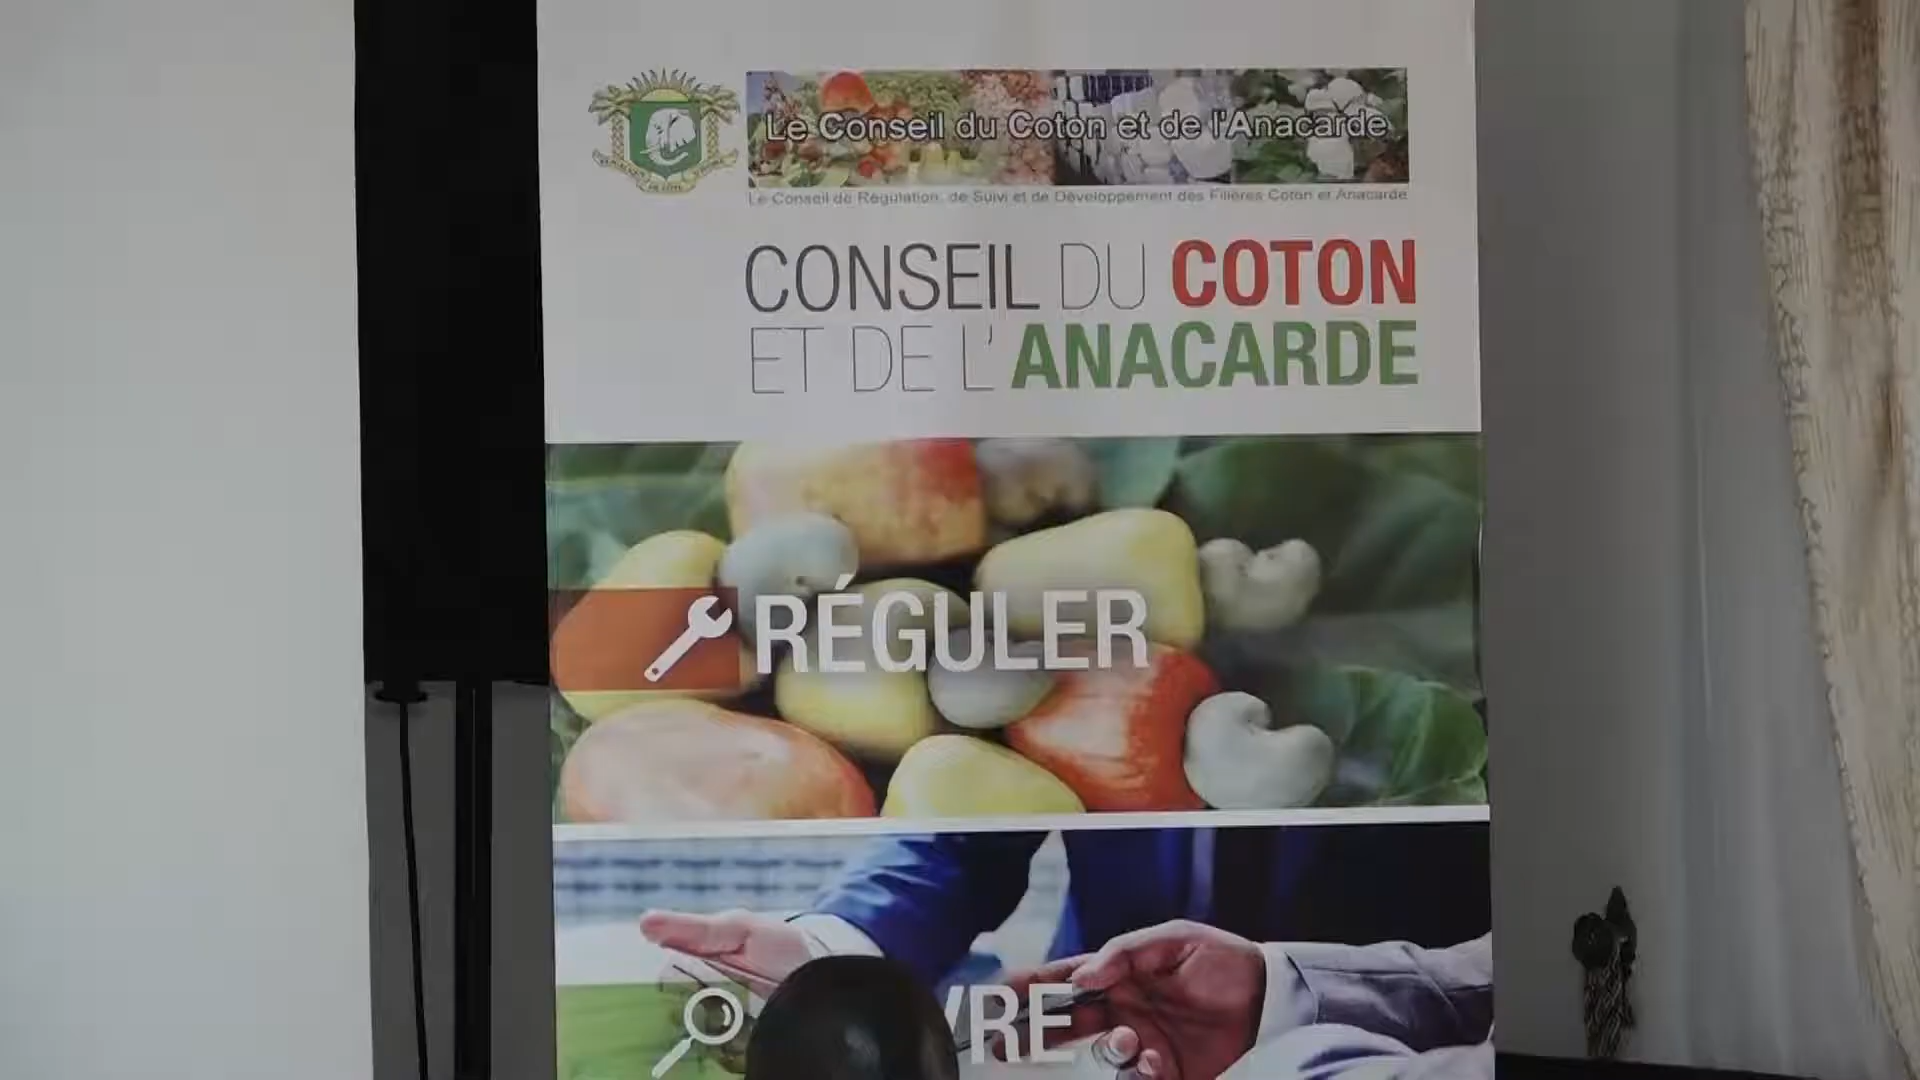 Le Conseil du Coton et de l'Anacarde
Le Conseil de Régulation, de Suivi et de Développement des Filières Coton et Anacarde
CONSEIL DU COTON
ET DE L'ANACARDE
RÉGULER
VRE